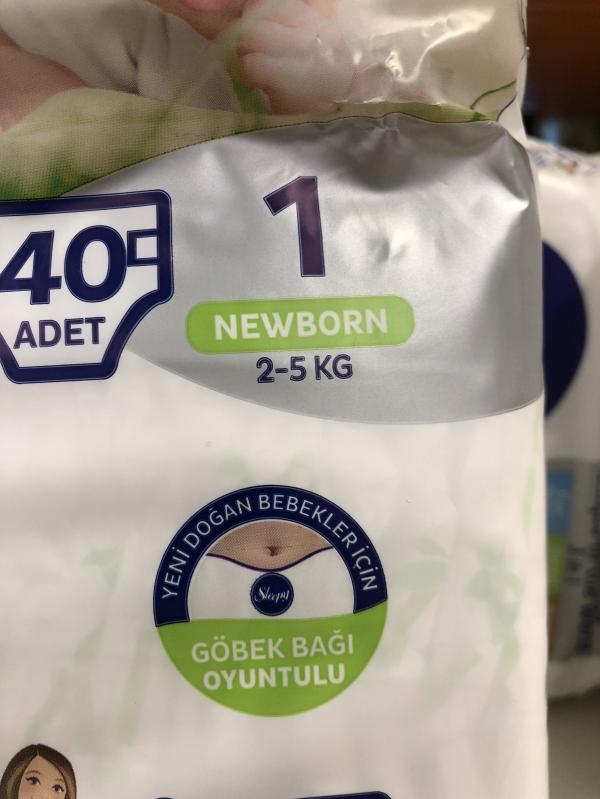 1
40
ADET
NEWBORN
2-5 KG
YENİ DOĞAN BEBEKLER İÇİN
Sleepy
GÖBEK BAĞI
OYUNTULU